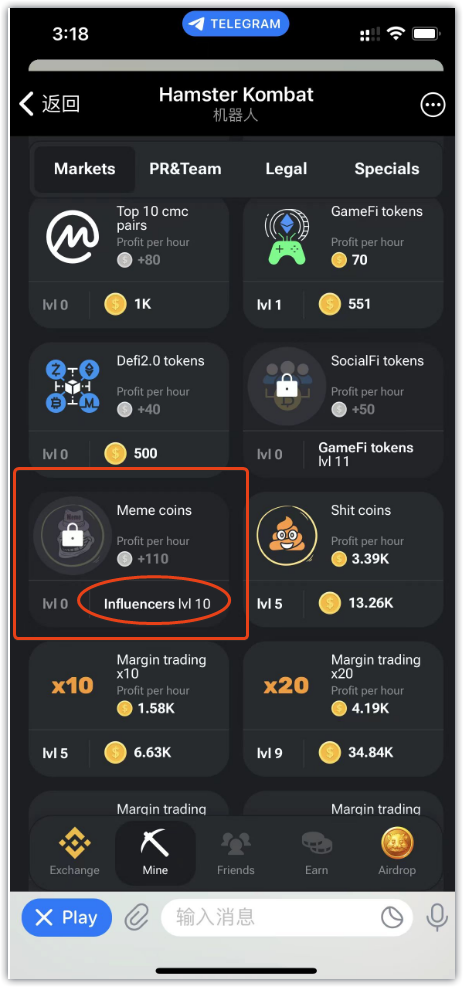 3:18
TELEGRAM
返回
Hamster Kombat
机器人
Markets
PR&Team
Legal
Specials
Top 10 cmc
pairs
Profit per hour
+80
lvl 0
1K
GameFi tokens
Profit per hour
70
lvl 1
551
Defi2.0 tokens
Profit per hour
+40
lvl 0
500
SocialFi tokens
Profit per hour
+50
lvl 0
GameFi tokens
lvl 11
Meme coins
Profit per hour
+110
lvl 0
Influencers lvl 10
Shit coins
Profit per hour
3.39K
lvl 5
13.26K
x10
Margin trading
x10
Profit per hour
1.58K
lvl 5
6.63K
x20
Margin trading
x20
Profit per hour
4.19K
lvl 9
34.84K
Margin trading
Margin trading
Exchange
Mine
Friends
Earn
Airdrop
Play
输入消息